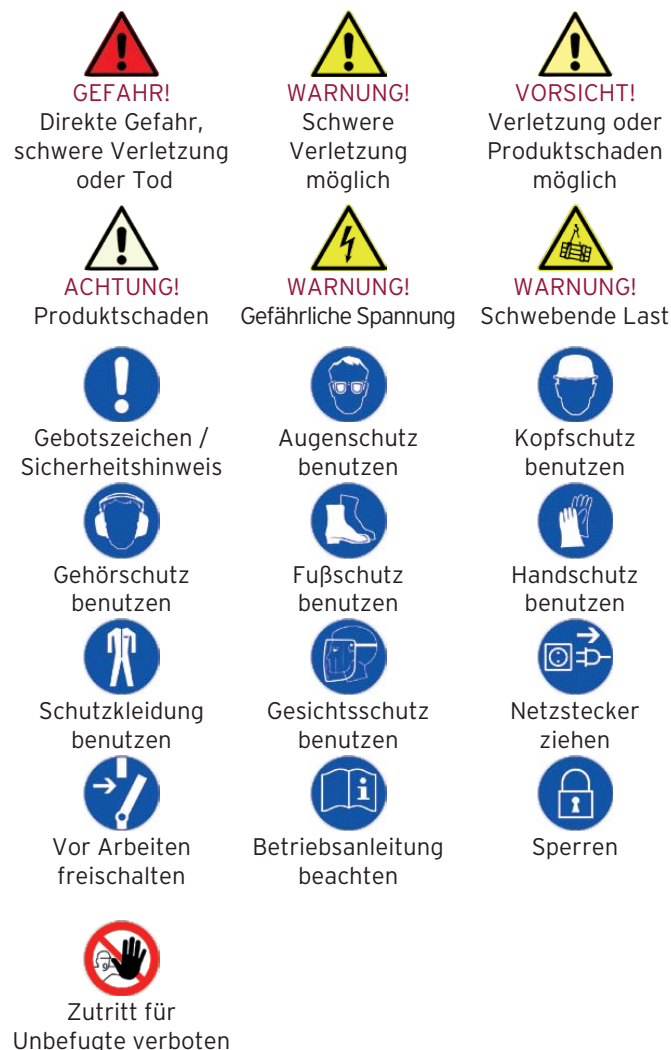 GEFAHR!
Direkte Gefahr,
schwere Verletzung
oder Tod
WARNUNG!
Schwere
Verletzung
möglich
VORSICHT!
Verletzung oder
Produktschaden
möglich
ACHTUNG!
Produktschaden
WARNUNG!
Gefährliche Spannung
WARNUNG!
Schwebende Last
Gebotszeichen /
Sicherheitshinweis
Augenschutz
benutzen
Kopfschutz
benutzen
Gehörschutz
benutzen
Fußschutz
benutzen
Handschutz
benutzen
Schutzkleidung
benutzen
Gesichtsschutz
benutzen
Netzstecker
ziehen
Vor Arbeiten
freischalten
Betriebsanleitung
beachten
Sperren
Zutritt für
Unbefugte verboten